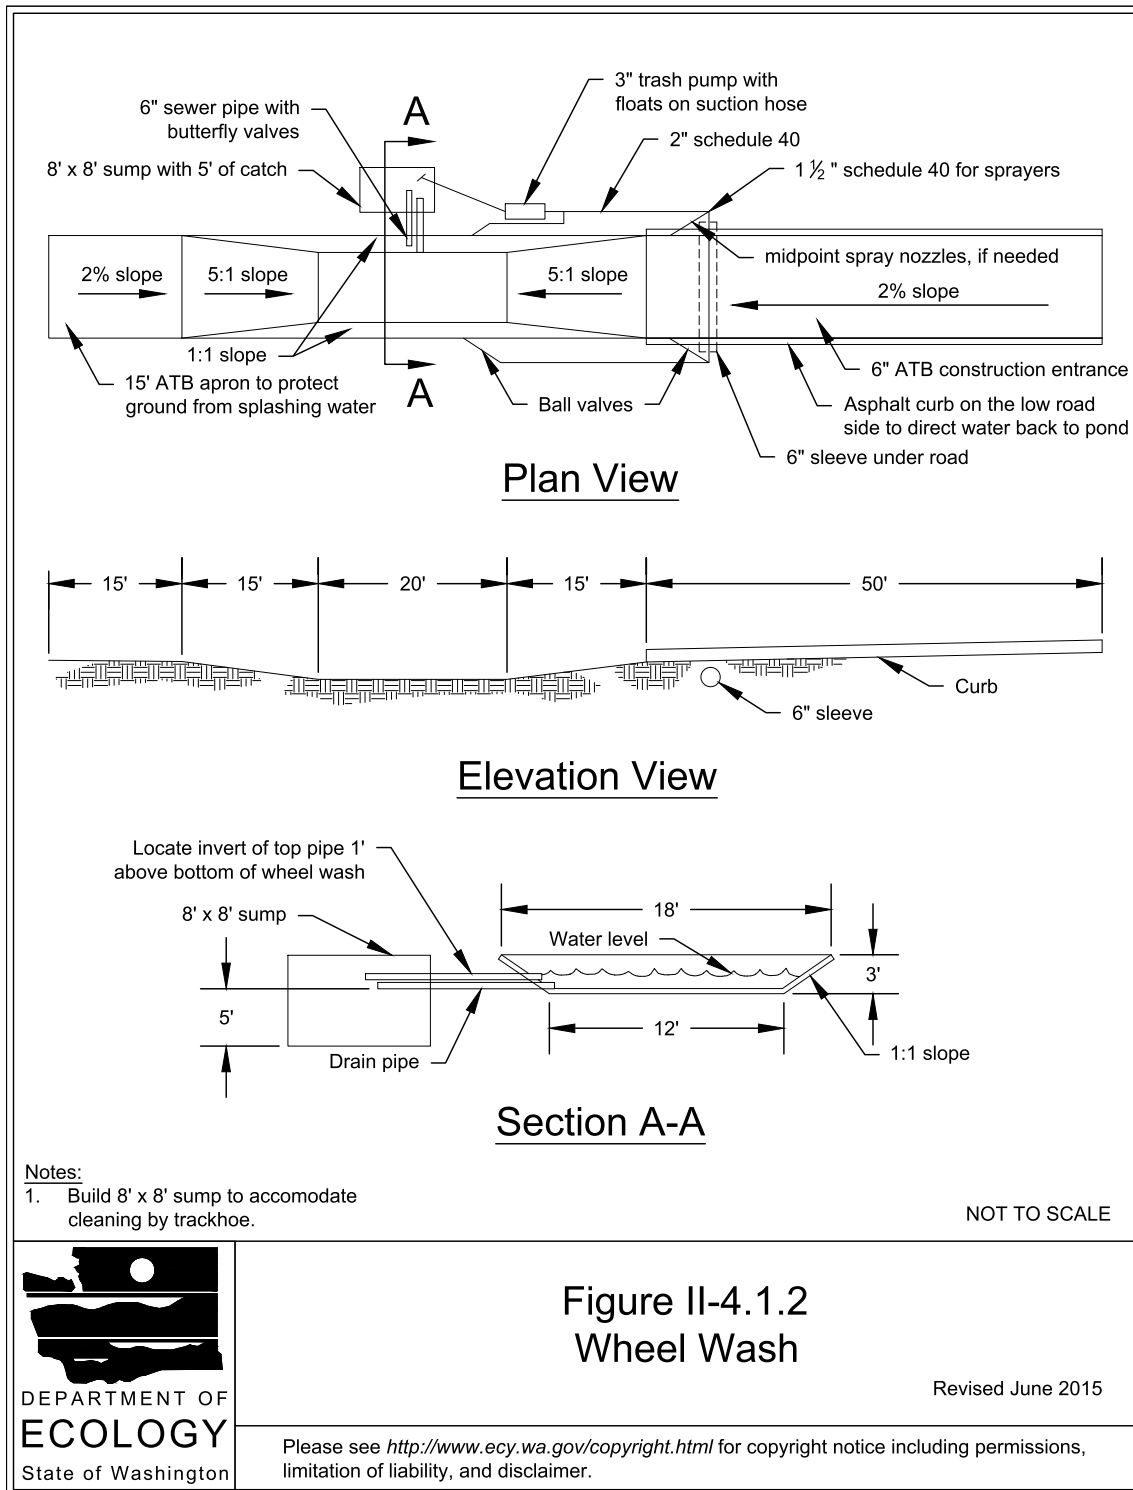 3" trash pump with
floats on suction hose
6" sewer pipe with
butterfly valves
A
2" schedule 40
8' x 8' sump with 5' of catch
1 ½ " schedule 40 for sprayers
midpoint spray nozzles, if needed
2% slope
5:1 slope
5:1 slope
2% slope
1:1 slope
6" ATB construction entrance
15' ATB apron to protect
ground from splashing water
A
Ball valves
Asphalt curb on the low road
side to direct water back to pond
6" sleeve under road
Plan View
15'
15'
20'
15'
50'
Curb
6" sleeve
Elevation View
Locate invert of top pipe 1'
above bottom of wheel wash
8' x 8' sump
18'
Water level
3'
5'
12'
1:1 slope
Drain pipe
Section A-A
Notes:
1. Build 8' x 8' sump to accomodate
cleaning by trackhoe.
NOT TO SCALE
Figure II-4.1.2
Wheel Wash
Revised June 2015
DEPARTMENT OF
ECOLOGY
State of Washington
Please see http://www.ecy.wa.gov/copyright.html for copyright notice including permissions,
limitation of liability, and disclaimer.